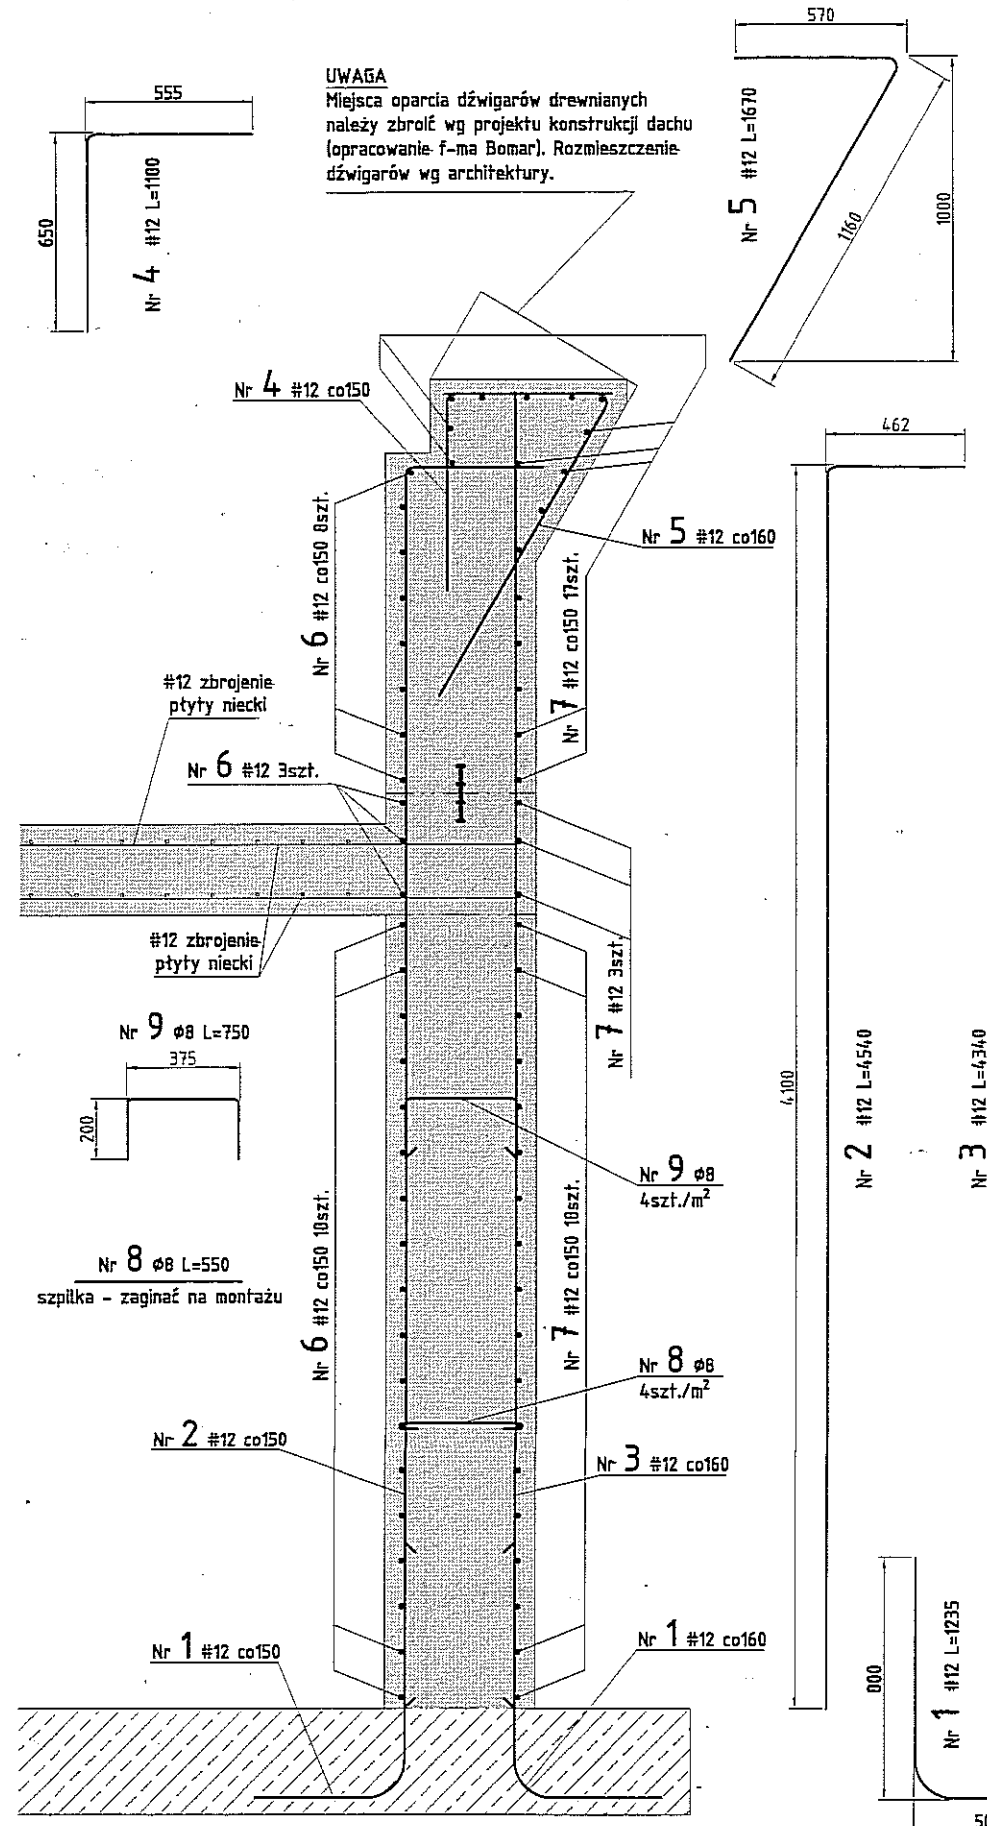 570
555
UWAGA
Miejsca oparcia dźwigarów drewnianych
należy zbroić wg projektu konstrukcji dachu
(opracowanie f-ma Bomar). Rozmieszczenie
dźwigarów wg architektury.
650
Nr 4 #12 L=1100
Nr 5 #12 L=1670
1160
1000
Nr 4 #12 co150
462
Nr 5 #12 co160
Nr 6 #12 co150 8szt.
Nr 7 #12 co150 17szt.
#12 zbrojenie
płyty niecki
Nr 6 #12 3szt.
#12 zbrojenie
płyty niecki
Nr 7 #12 3szt.
Nr 9 φ8 L=750
375
200
4100
Nr 2 #12 L=4540
Nr 3 #12 L=4340
Nr 9 φ8
4szt./m²
Nr 8 φ8 L=550
szpilka - zaginać na montażu
Nr 6 #12 co150 18szt.
Nr 7 #12 co150 18szt.
Nr 8 φ8
4szt./m²
Nr 2 #12 co150
Nr 3 #12 co160
Nr 1 #12 co150
Nr 1 #12 co160
800
Nr 1 #12 L=1235